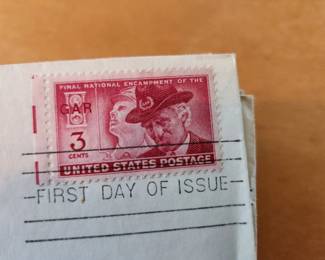 FINAL NATIONAL ENCAMPMENT OF THE
GAR
3
CENTS
UNITED STATES POSTAGE
FIRST DAY OF ISSUE